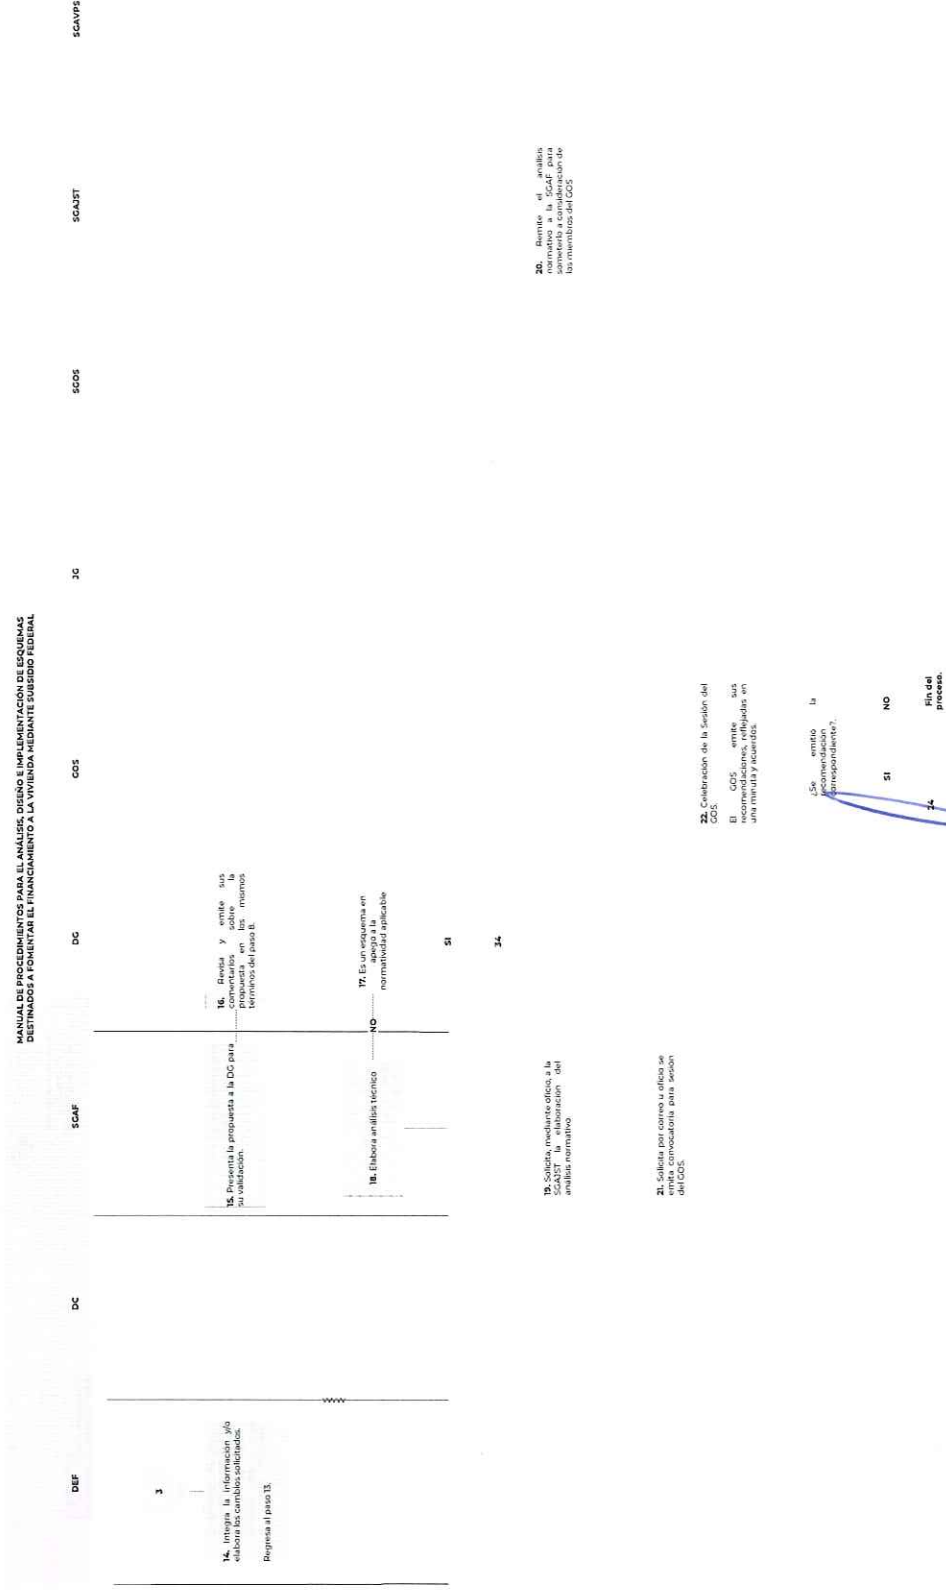 MANUAL DE PROCEDIMIENTOS PARA EL ANÁLISIS, DISEÑO E IMPLEMENTACIÓN DE ESQUEMAS
DESTINADOS A FOMENTAR EL FINANCIAMIENTO A LA VIVIENDA MEDIANTE SUBSIDIO FEDERAL
DEF
DC
SGAF
DG
GOS
JG
SGOS
SGAJST
SGAVPS
3
14. Integra la información y/o
elabora los cambios solicitados.
Regresa al paso 13.
15. Presenta la propuesta a la DG para
su validación.
16. Revisa y emite sus
comentarios sobre la
propuesta en los mismos
términos del paso 8.
17. Es un esquema en
apego a la
normatividad aplicable
NO
18. Elabora análisis técnico
SI
34
19. Solicita, mediante oficio, a la
SGAJST la elaboración del
análisis normativo.
20. Remite el análisis
normativo a la SGAF para
someterlo a consideración de
los miembros del GOS
21. Solicita por correo u oficio se
emita convocatoria para sesión
del GOS.
22. Celebración de la Sesión del
GOS.
El GOS emite sus
recomendaciones, reflejadas en
una minuta y acuerdos.
¿Se emitio la
recomendación
correspondiente?.
SI
NO
24
Fin del
proceso.